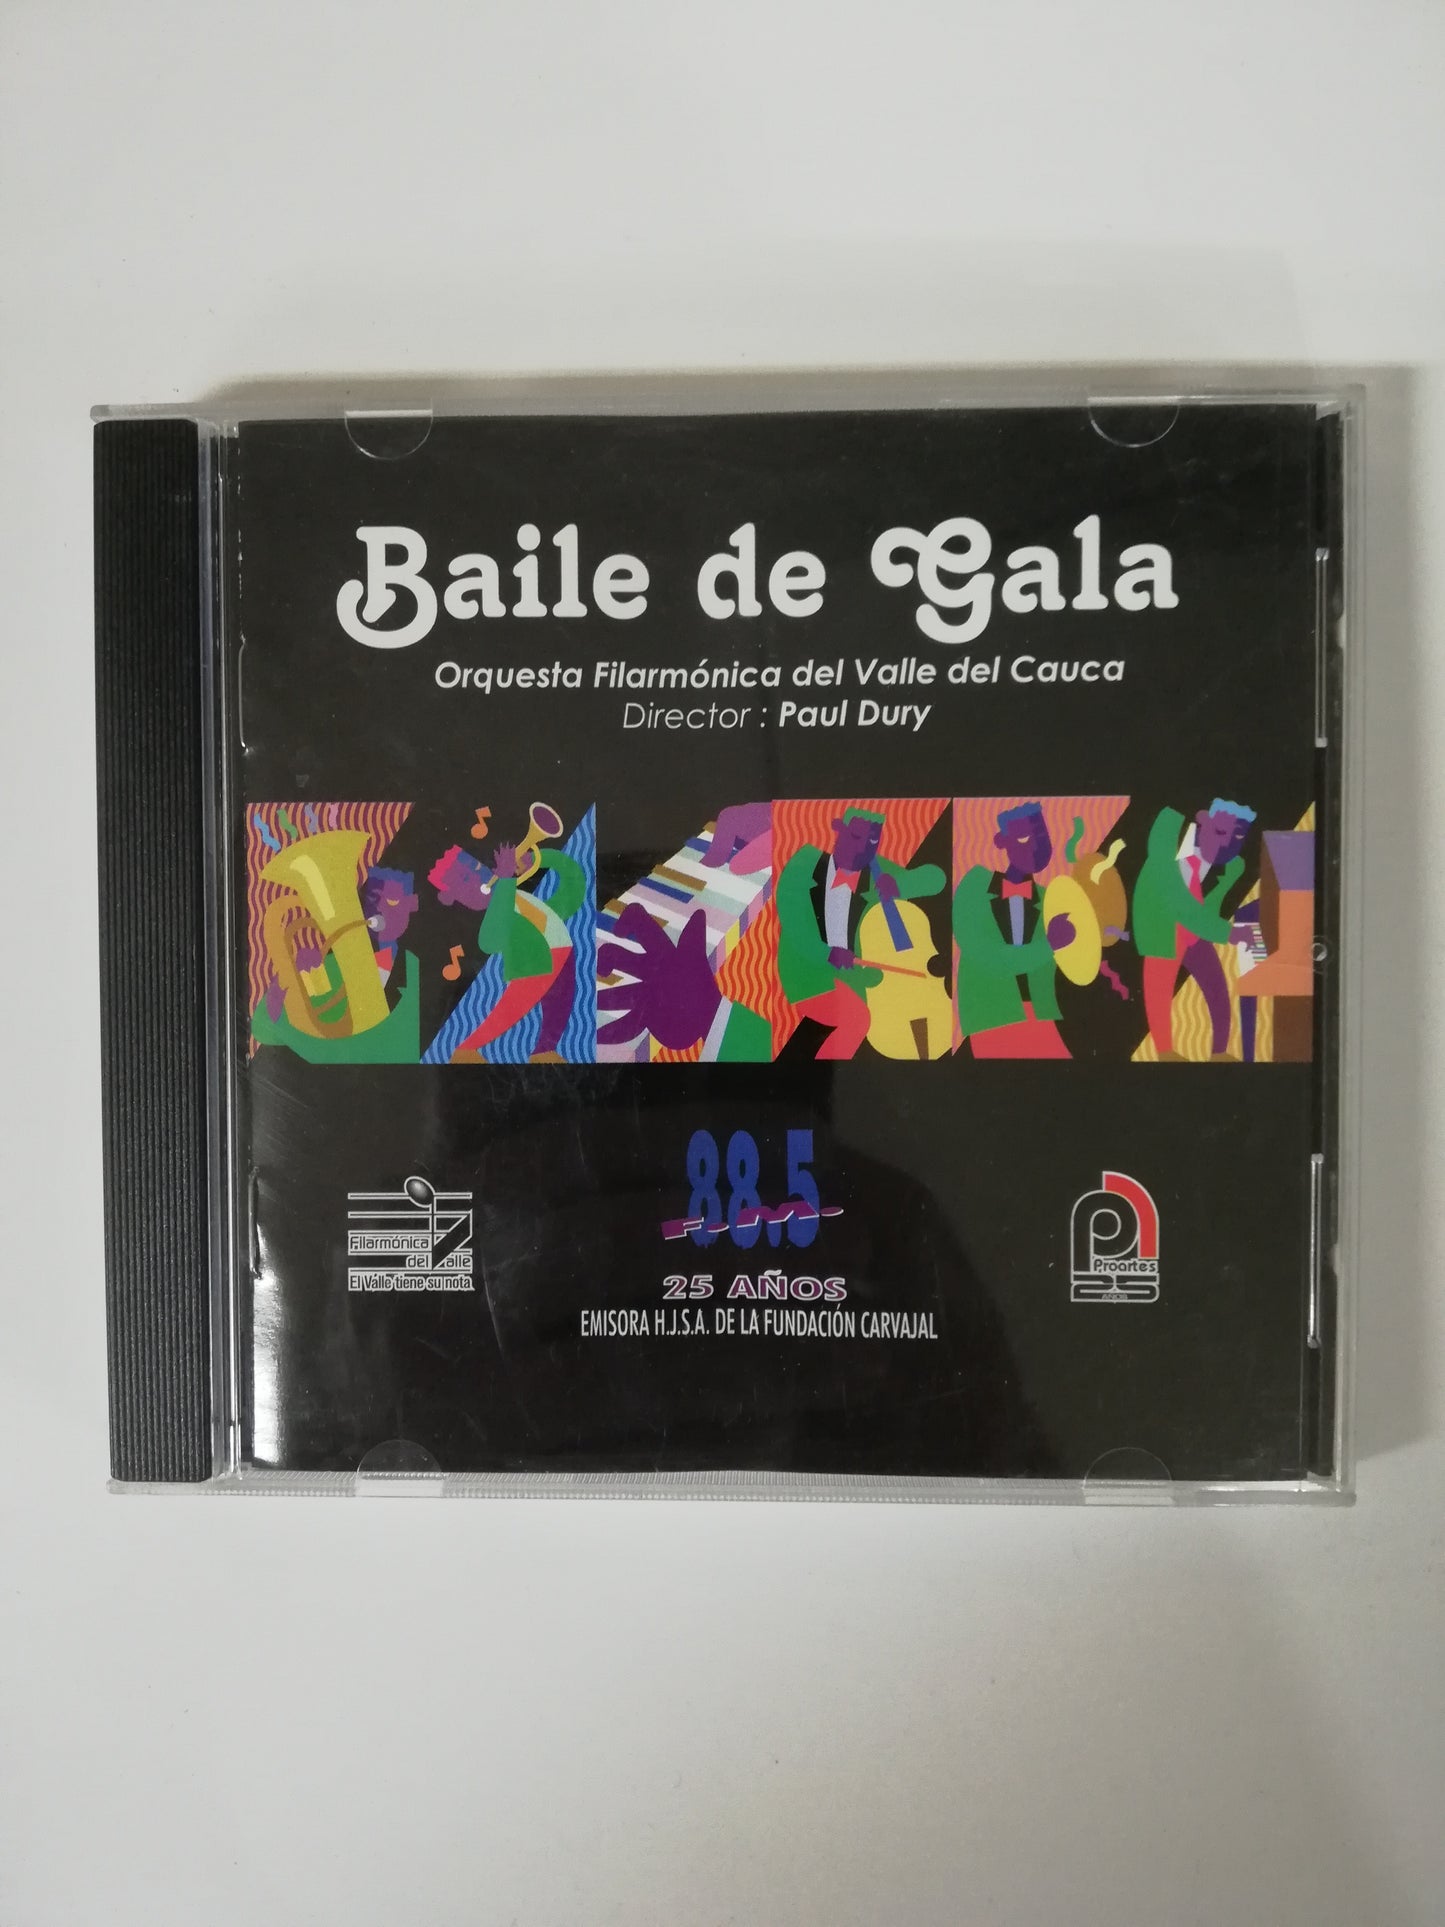 Baile de Gala
Orquesta Filarmónica del Valle del Cauca
Director : Paul Dury
Filarmónica
del Valle
El Valle tiene su nota
88.5
F.M.
25 AÑOS
EMISORA H.J.S.A. DE LA FUNDACIÓN CARVAJAL
Proartes
25
AÑOS